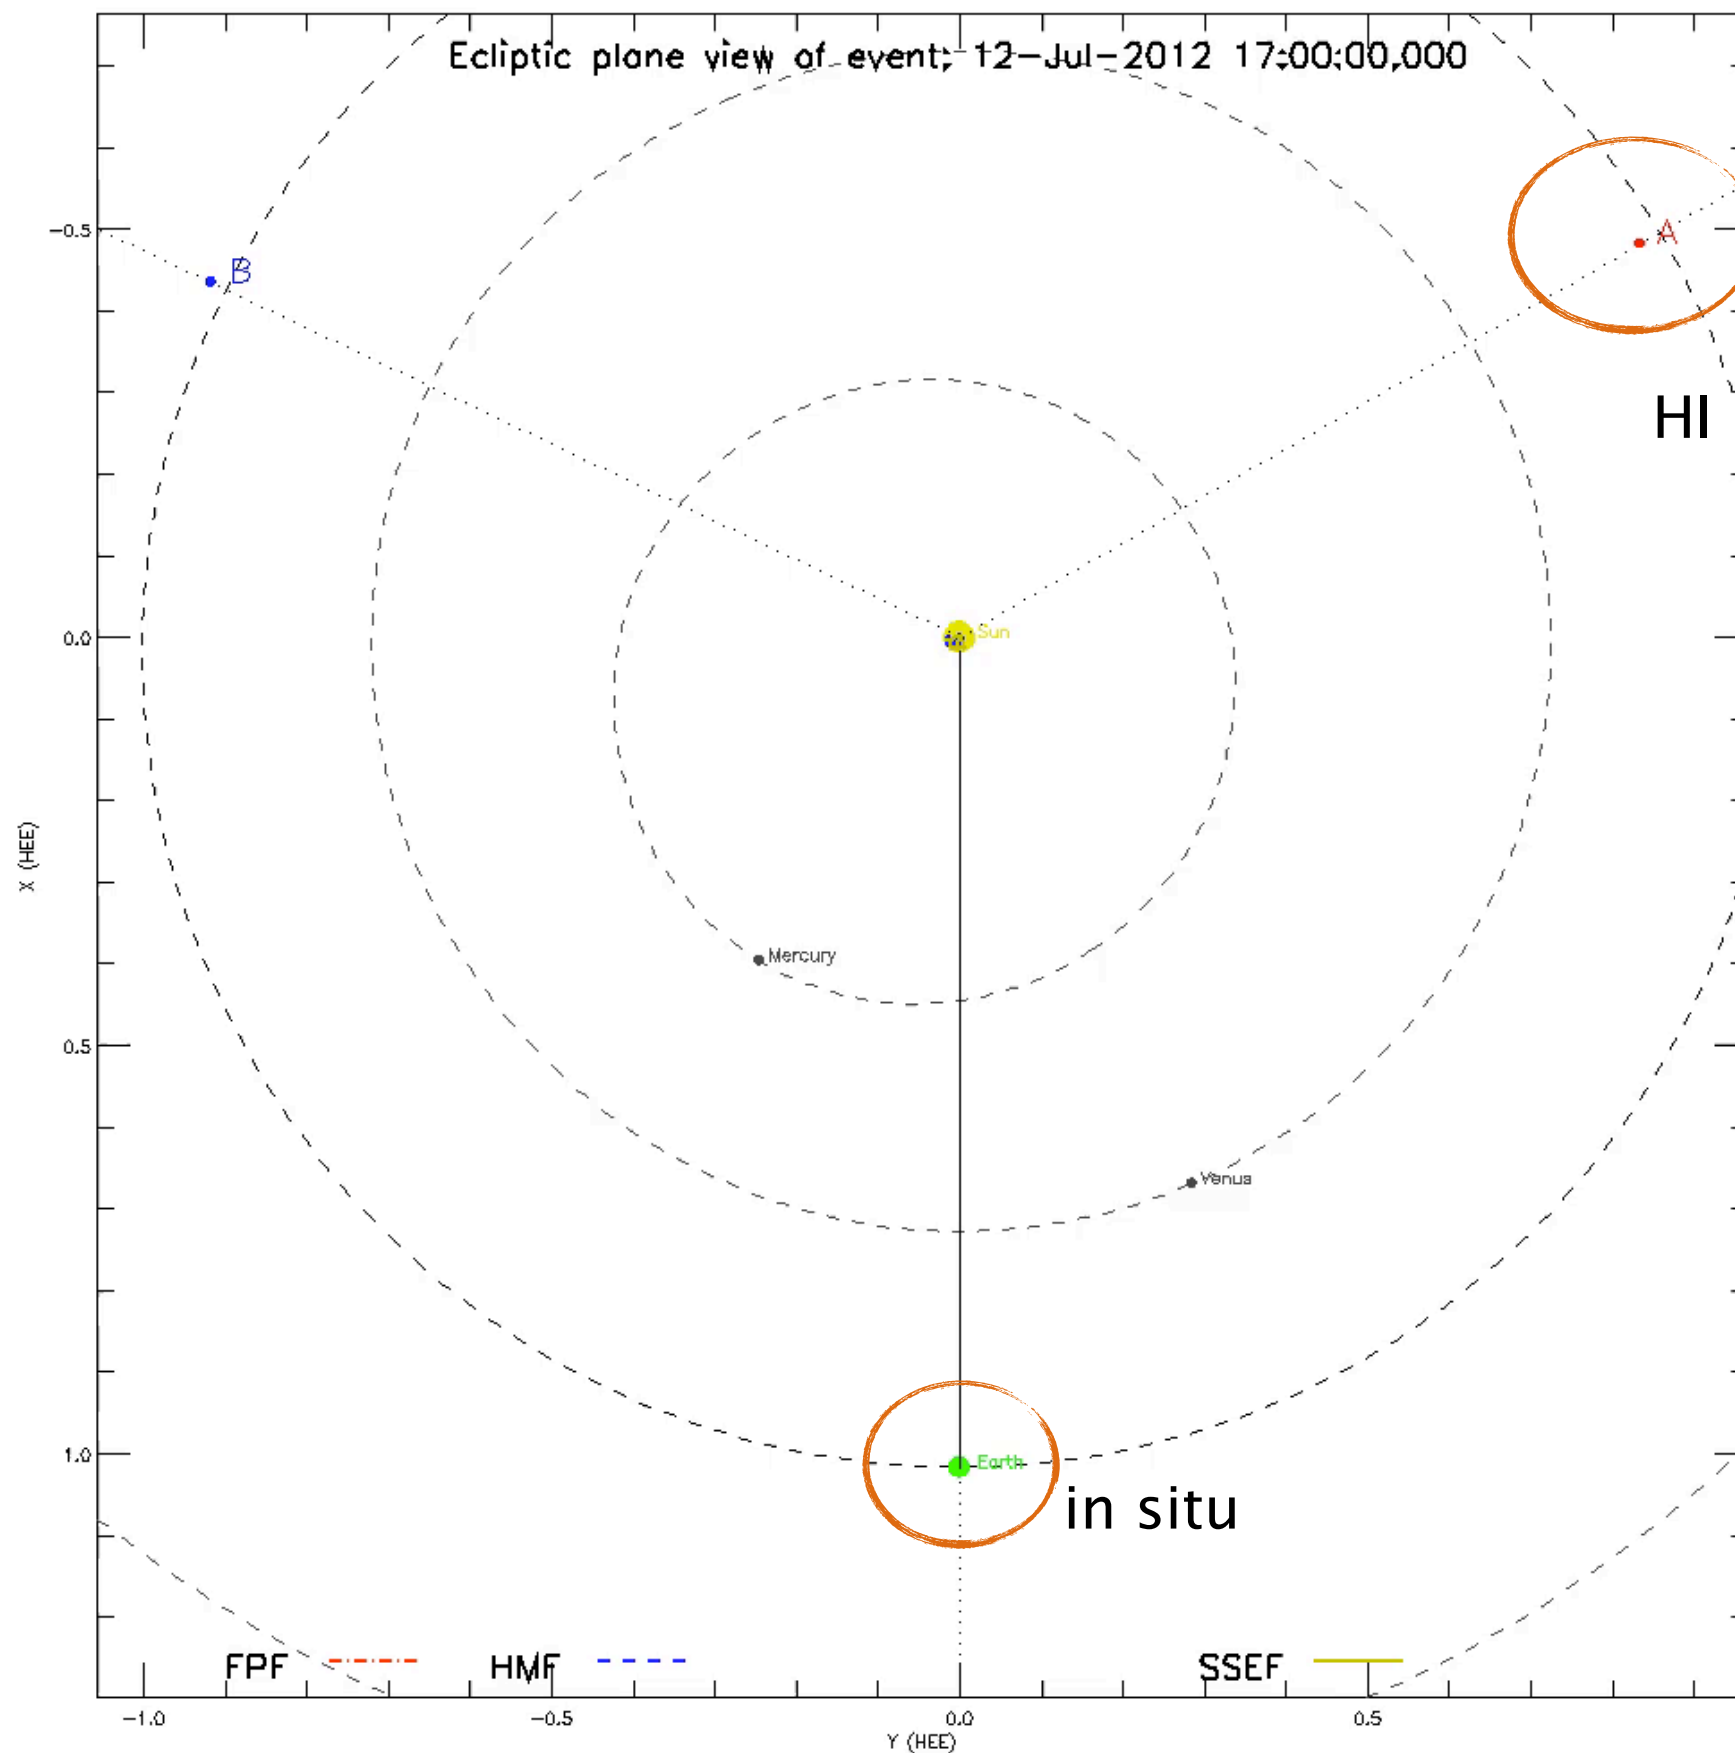 Ecliptic plane view of event: 12-Jul-2012 17:00:00.000
A
-0.5
B
HI
Sun
0.0
X (HEE)
Mercury
0.5
Venus
1.0
Earth
in situ
FPF
HMF
SSEF
-1.0
-0.5
0.0
0.5
Y (HEE)